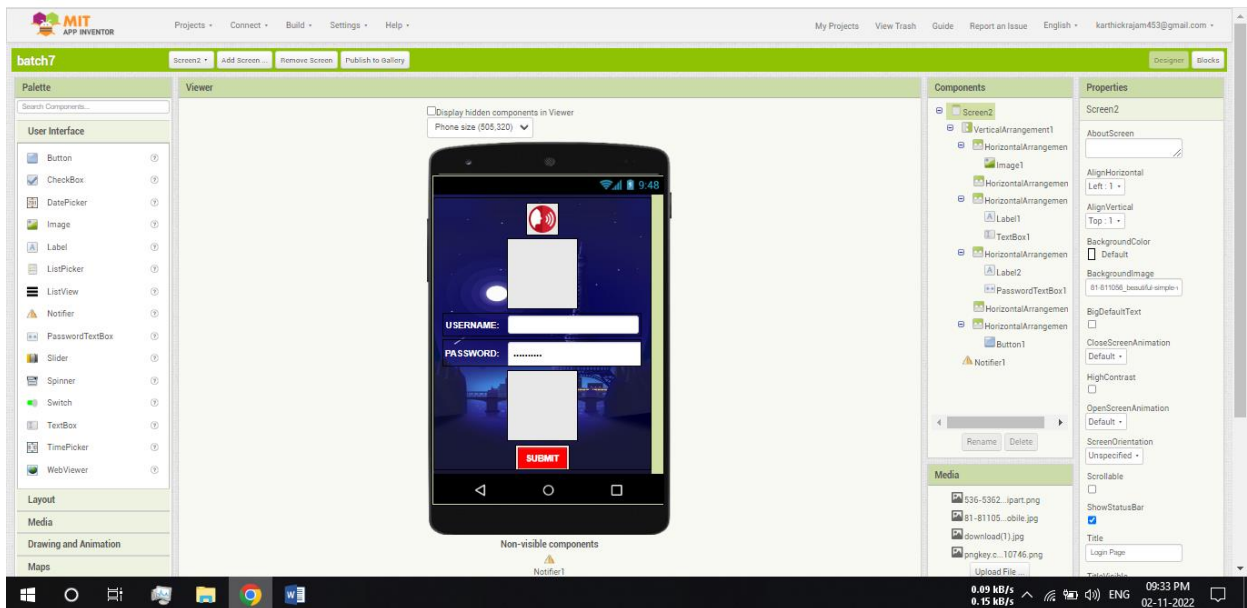 MIT
APP INVENTOR
Projects Connect Build Settings Help
My Projects View Trash Guide Report an Issue English karthickrajam453@gmail.com
batch7
Screen2 Add Screen ... Remove Screen Publish to Gallery
Designer Blocks
Palette
Search Components...
User Interface
Button
CheckBox
DatePicker
Image
Label
ListPicker
ListView
Notifier
PasswordTextBox
Slider
Spinner
Switch
TextBox
TimePicker
WebViewer
Layout
Media
Drawing and Animation
Maps
Viewer
Display hidden components in Viewer
Phone size (505,320)
9:48
USERNAME:
PASSWORD: ..........
SUBMIT
Non-visible components
Notifier1
Components
Screen2
VerticalArrangement1
HorizontalArrangemen
Image1
HorizontalArrangemen
HorizontalArrangemen
Label1
TextBox1
HorizontalArrangemen
Label2
PasswordTextBox1
HorizontalArrangemen
HorizontalArrangemen
Button1
Notifier1
Rename Delete
Media
536-5362...ipart.png
81-81105...obile.jpg
download(1).jpg
pngkey.c...10746.png
Upload File ...
Properties
Screen2
AboutScreen
AlignHorizontal
Left : 1
AlignVertical
Top : 1
BackgroundColor
Default
BackgroundImage
BigDefaultText
CloseScreenAnimation
Default
HighContrast
OpenScreenAnimation
Default
ScreenOrientation
Unspecified
Scrollable
ShowStatusBar
Title
Login Page
0.09 kB/s
0.15 kB/s
ENG
09:33 PM
02-11-2022